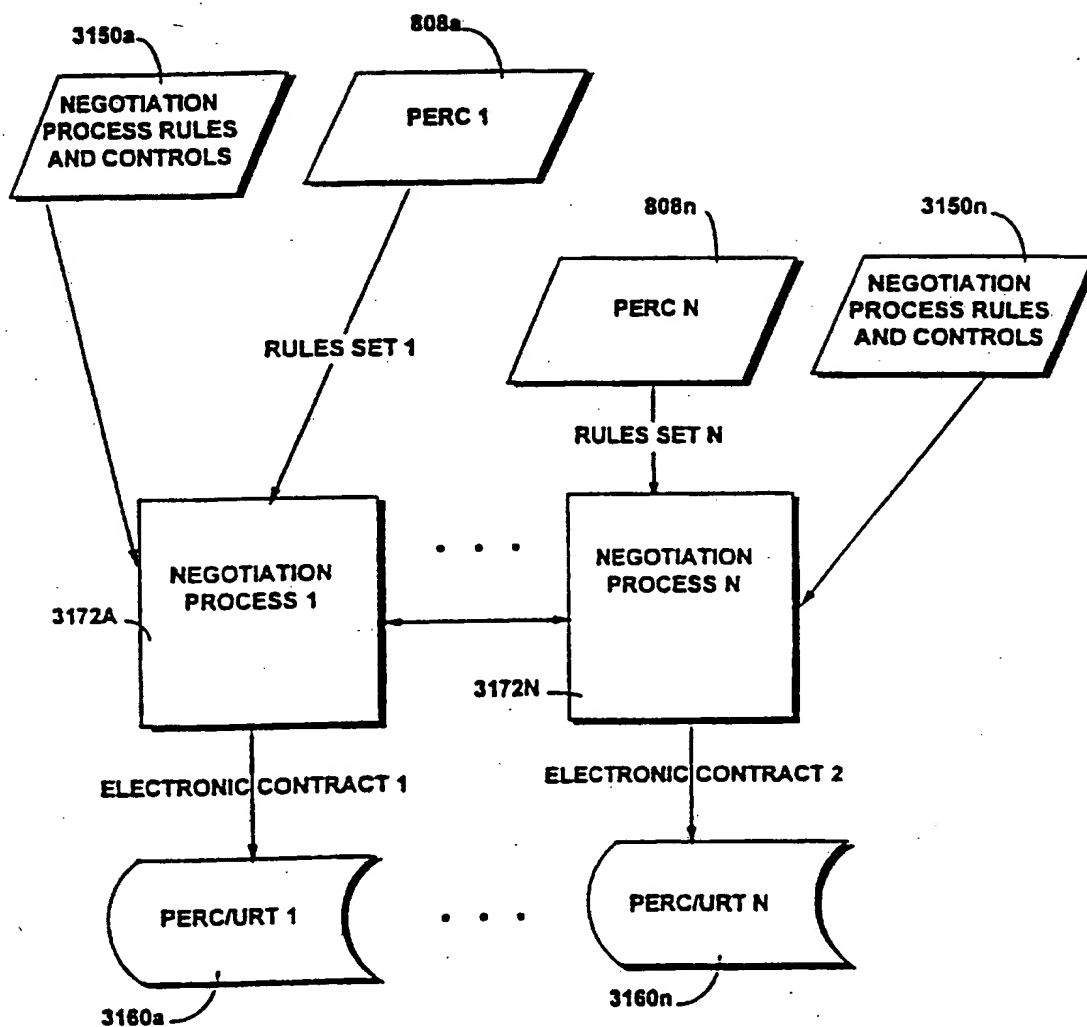 3150a
808a
NEGOTIATION
PROCESS RULES
AND CONTROLS
PERC 1
808n
3150n
PERC N
NEGOTIATION
PROCESS RULES
AND CONTROLS
RULES SET 1
RULES SET N
NEGOTIATION
PROCESS 1
NEGOTIATION
PROCESS N
3172A
3172N
ELECTRONIC CONTRACT 1
ELECTRONIC CONTRACT 2
PERC/URT 1
PERC/URT N
3160a
3160n